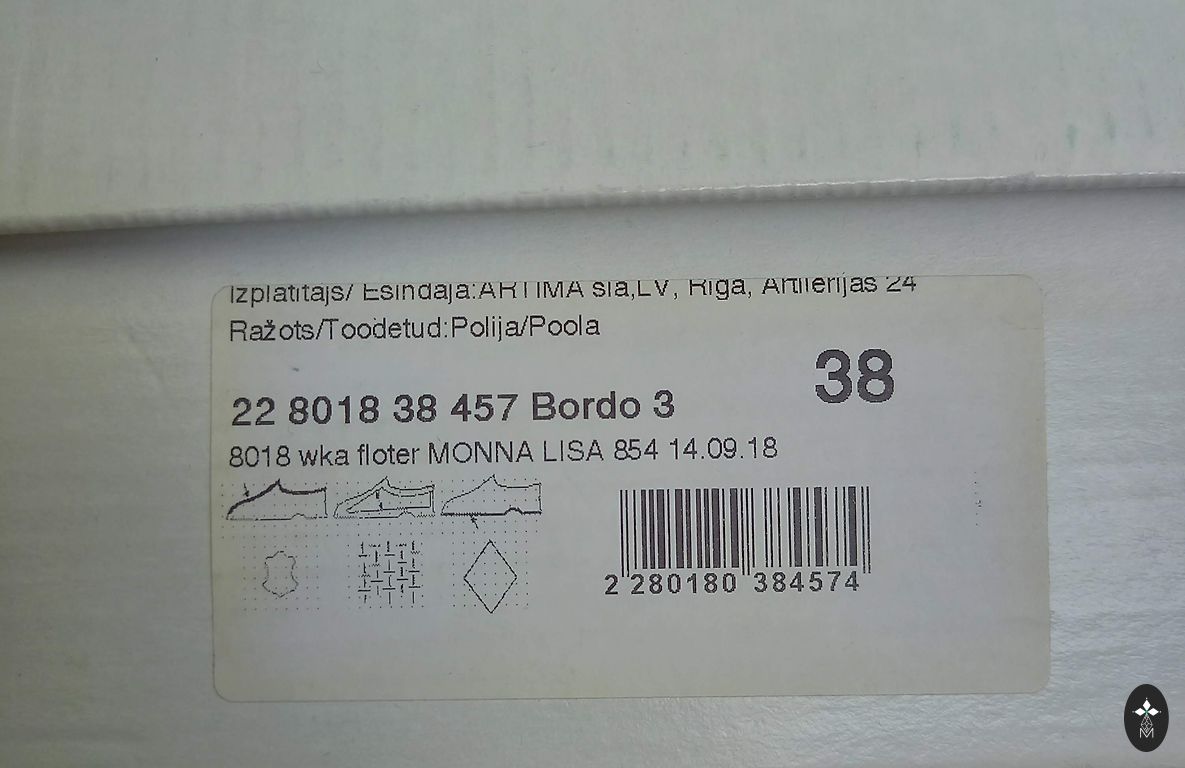 Izplatitajs/ Esindaja:ARTIMA sia,LV, Riga, Artilerijas 24
Ražots/Toodetud:Polija/Poola
38
22 8018 38 457 Bordo 3
8018 wka floter MONNA LISA 854 14.09.18
2 280180 384574
M